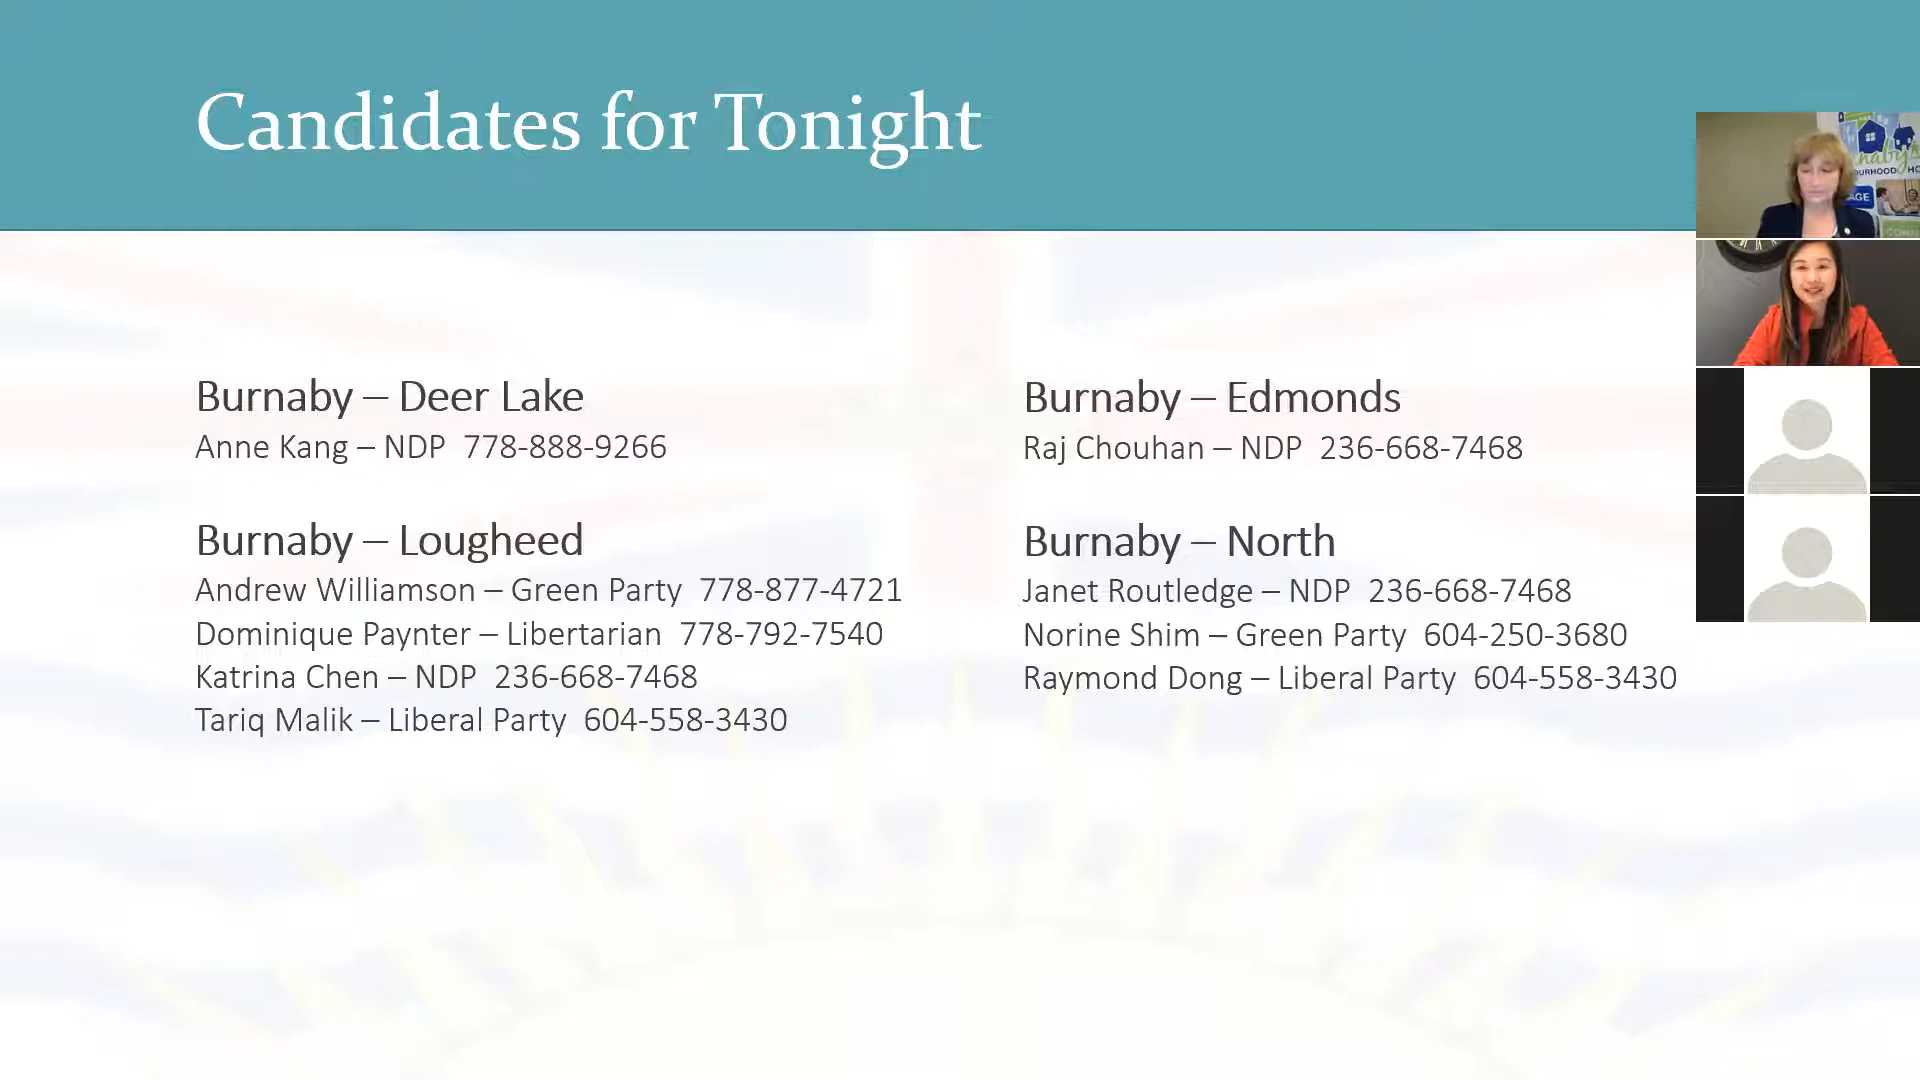 Candidates for Tonight
Burnaby – Deer Lake
Anne Kang – NDP 778-888-9266
Burnaby – Lougheed
Andrew Williamson – Green Party 778-877-4721
Dominique Paynter – Libertarian 778-792-7540
Katrina Chen – NDP 236-668-7468
Tariq Malik – Liberal Party 604-558-3430
Burnaby – Edmonds
Raj Chouhan – NDP 236-668-7468
Burnaby – North
Janet Routledge – NDP 236-668-7468
Norine Shim – Green Party 604-250-3680
Raymond Dong – Liberal Party 604-558-3430